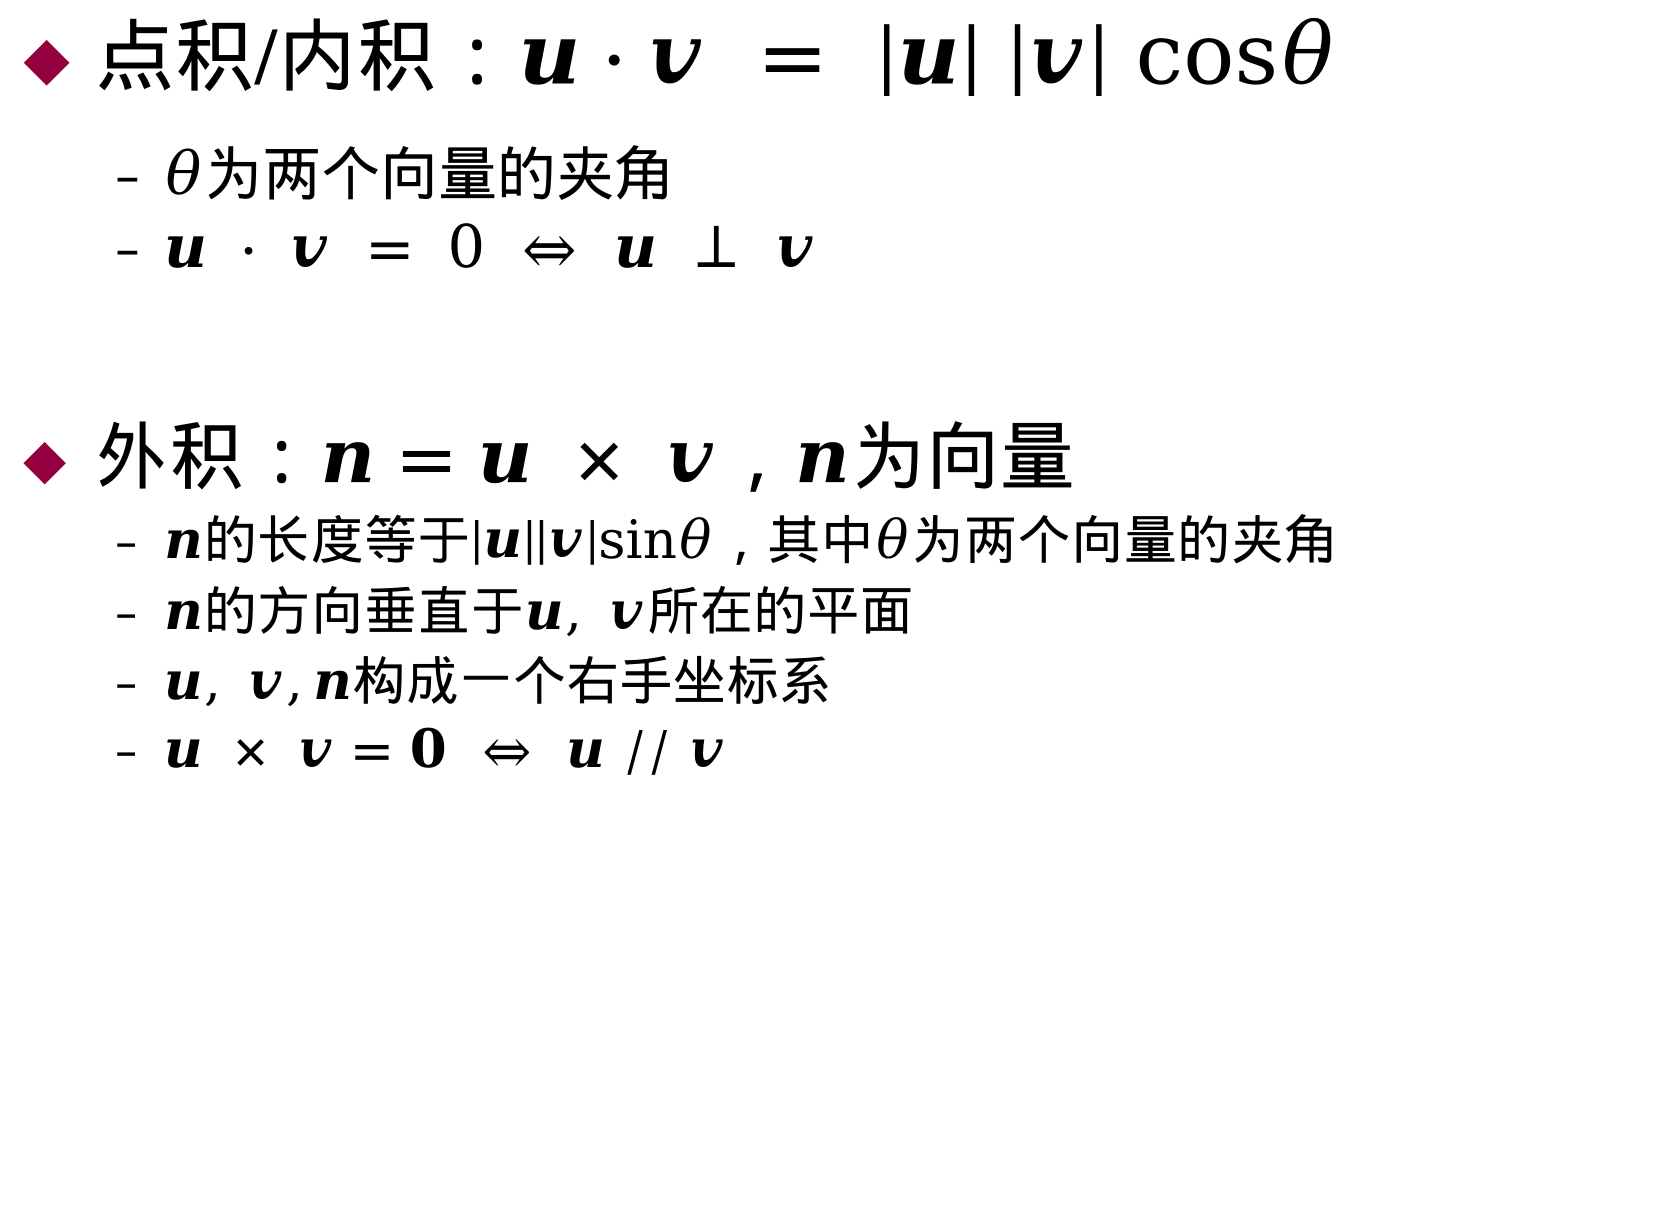 ◆ 点积/内积：u · v = |u| |v| cosθ
– θ为两个向量的夹角
– u · v = 0 ⇔ u ⊥ v
◆ 外积：n = u × v , n为向量
– n的长度等于|u||v|sinθ，其中θ为两个向量的夹角
– n的方向垂直于u, v所在的平面
– u, v, n构成一个右手坐标系
– u × v = 0 ⇔ u // v